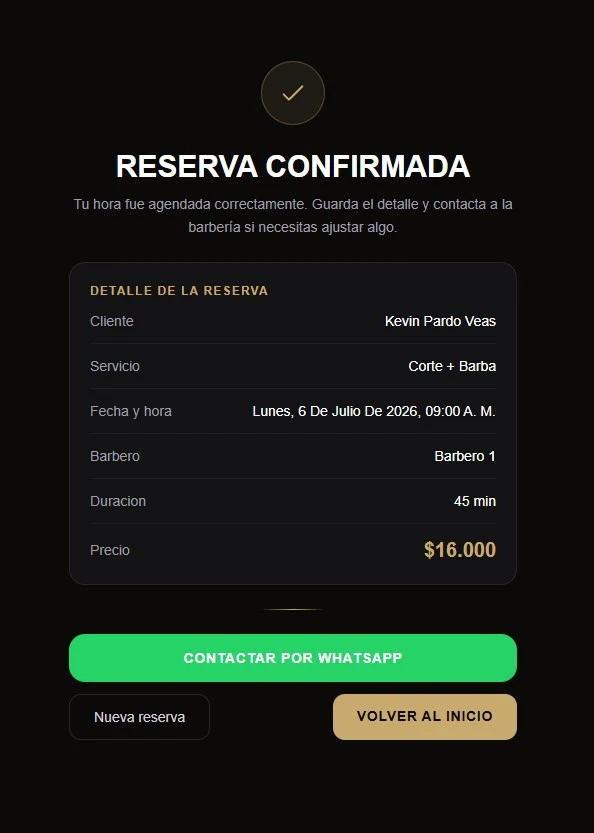 RESERVA CONFIRMADA
Tu hora fue agendada correctamente. Guarda el detalle y contacta a la
barbería si necesitas ajustar algo.
DETALLE DE LA RESERVA
Cliente Kevin Pardo Veas
Servicio Corte + Barba
Fecha y hora Lunes, 6 De Julio De 2026, 09:00 A. M.
Barbero Barbero 1
Duracion 45 min
Precio $16.000
CONTACTAR POR WHATSAPP
Nueva reserva VOLVER AL INICIO